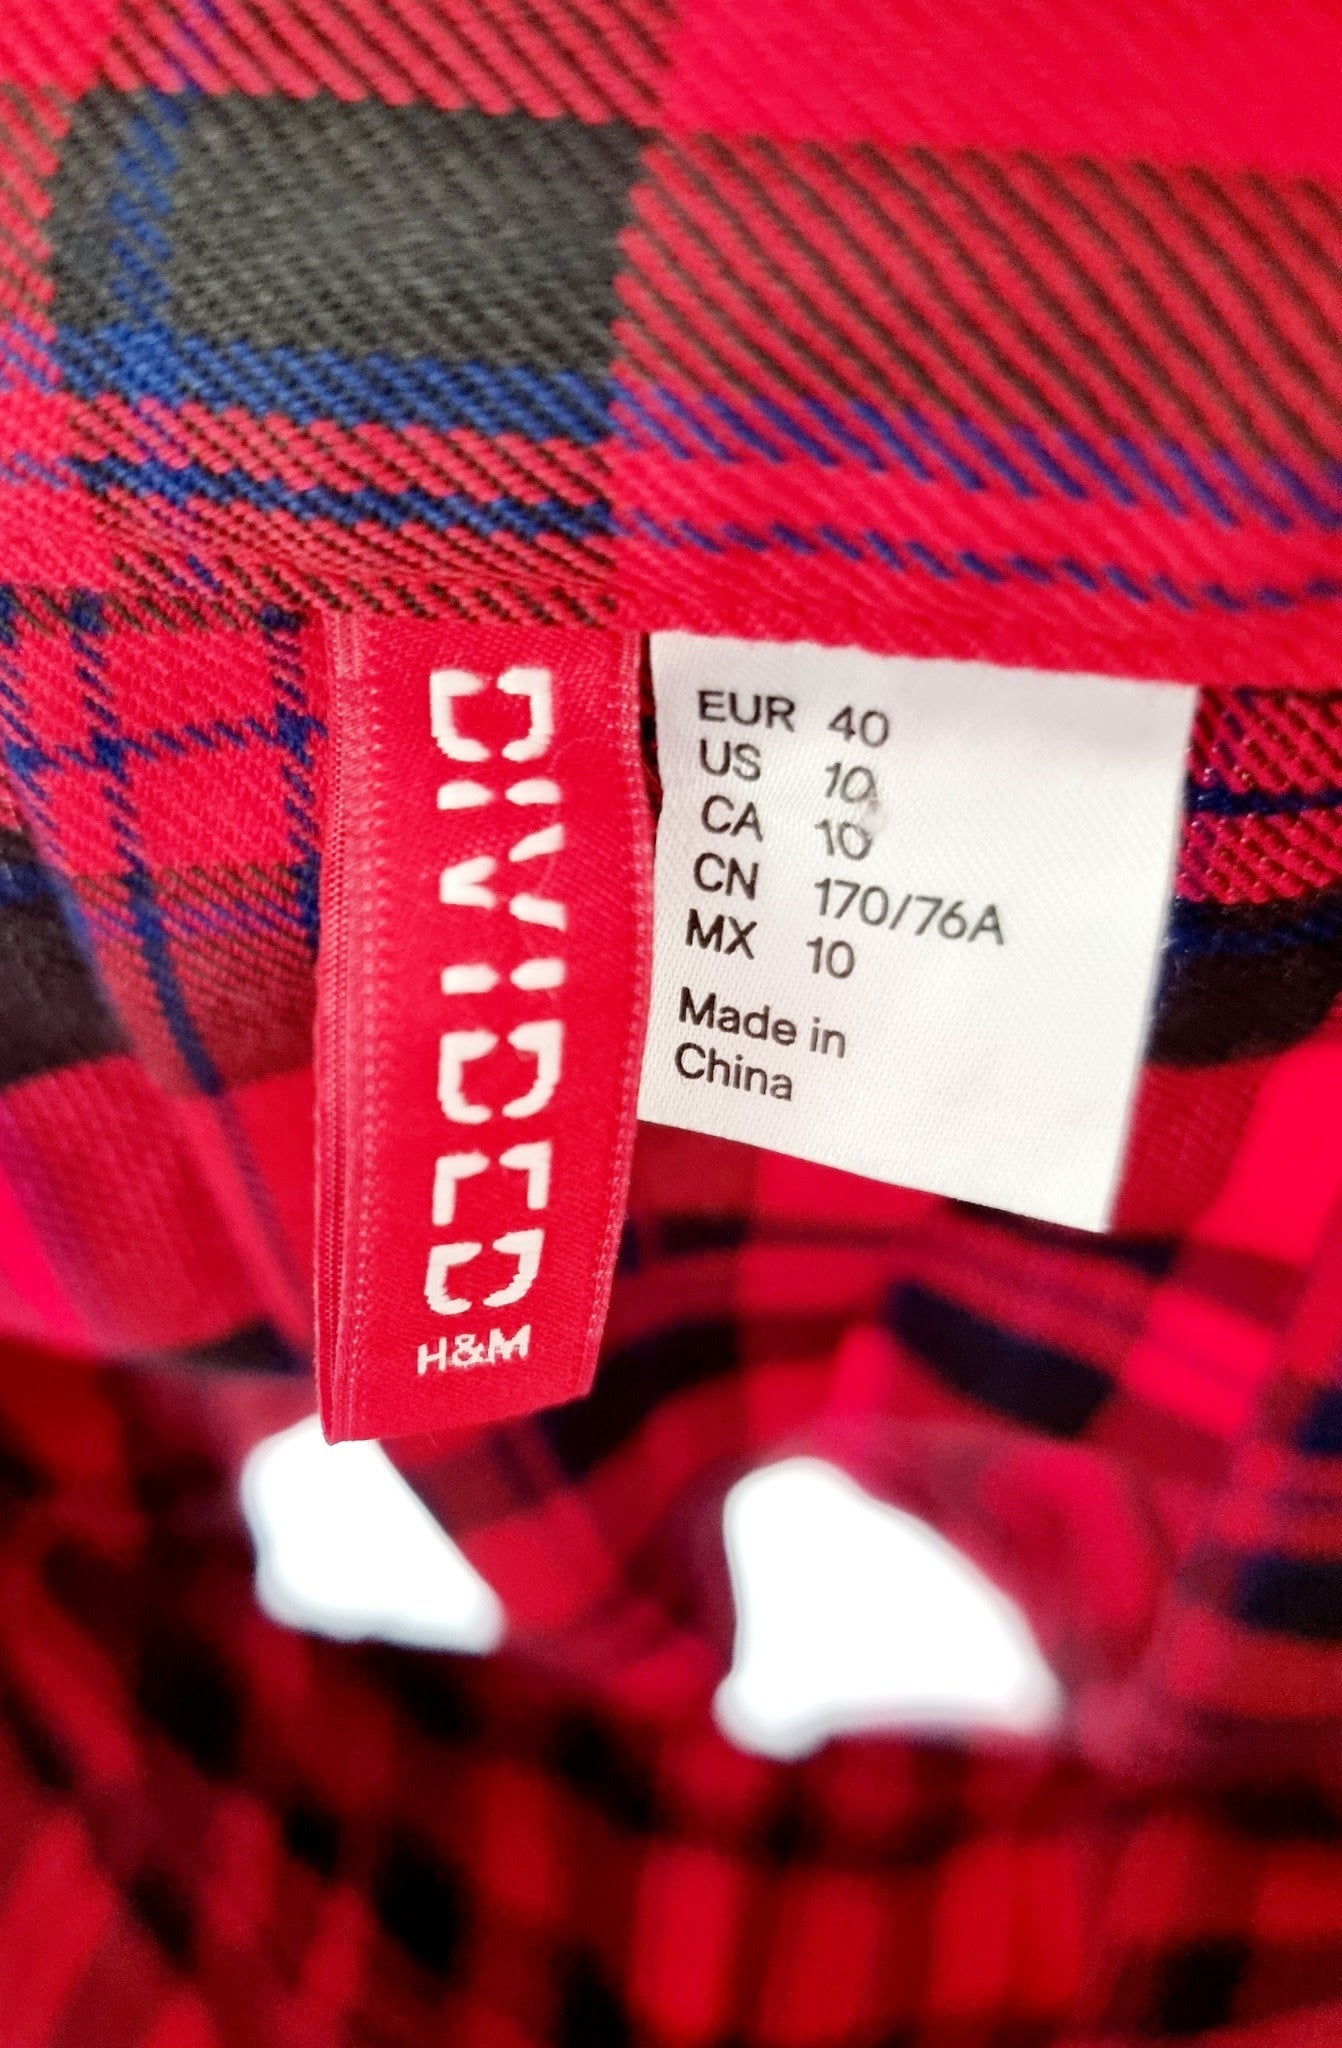 DIVIDED
H&M
EUR 40
US 10
CA 10
CN 170/76A
MX 10
Made in
China